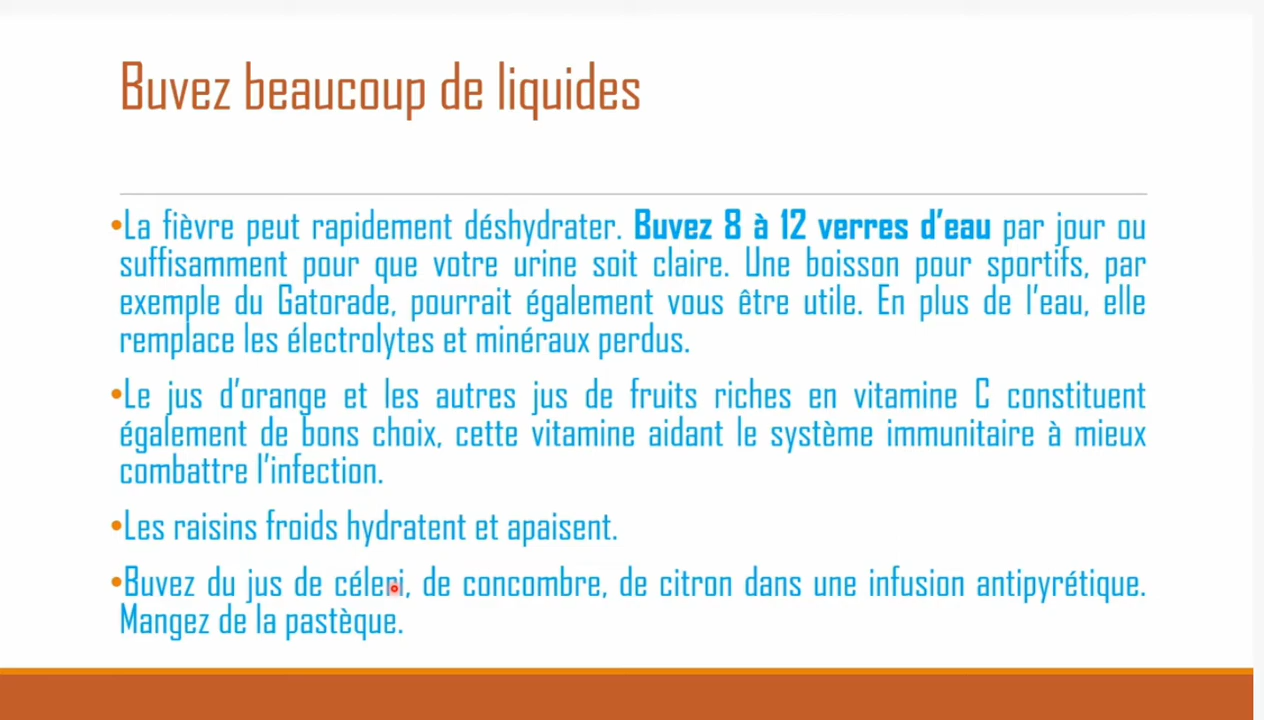 Buvez beaucoup de liquides
•La fièvre peut rapidement déshydrater. Buvez 8 à 12 verres d'eau par jour ou
suffisamment pour que votre urine soit claire. Une boisson pour sportifs, par
exemple du Gatorade, pourrait également vous être utile. En plus de l'eau, elle
remplace les électrolytes et minéraux perdus.
•Le jus d'orange et les autres jus de fruits riches en vitamine C constituent
également de bons choix, cette vitamine aidant le système immunitaire à mieux
combattre l'infection.
•Les raisins froids hydratent et apaisent.
•Buvez du jus de céleri, de concombre, de citron dans une infusion antipyrétique.
Mangez de la pastèque.